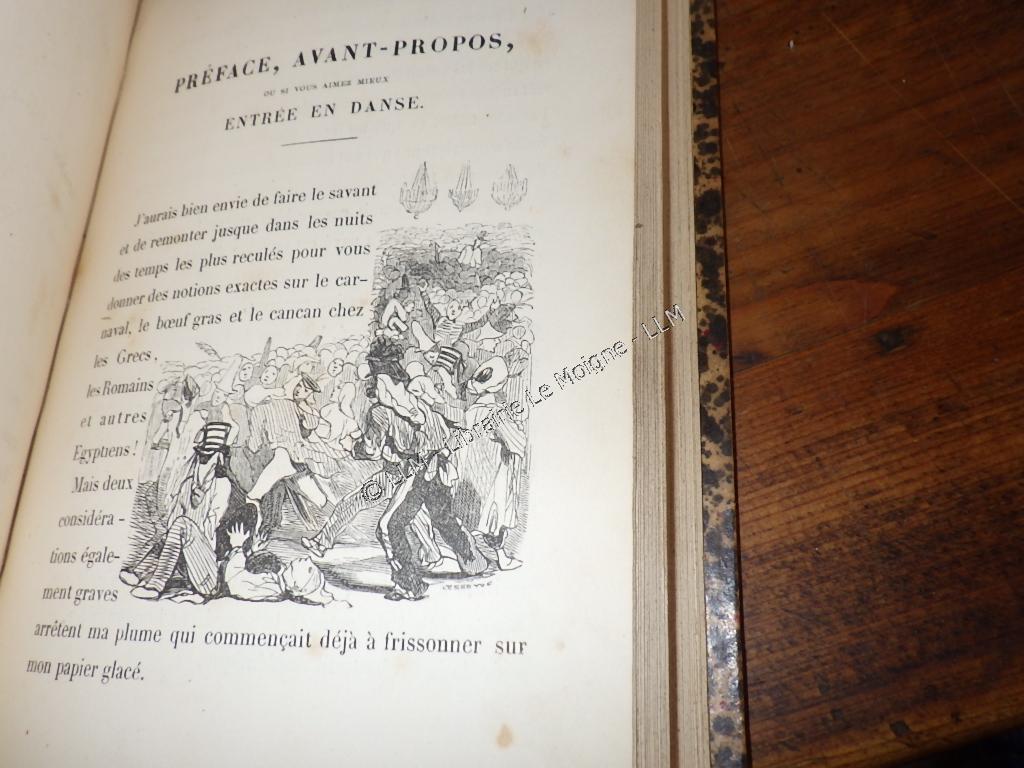 PRÉFACE, AVANT-PROPOS,
OU SI VOUS AIMEZ MIEUX
ENTRÉE EN DANSE.
J'aurais bien envie de faire le savant
et de remonter jusque dans les nuits
des temps les plus reculés pour vous
donner des notions exactes sur le car-
naval, le bœuf gras et le cancan chez
les Grecs,
les Romains
et autres
Egyptiens!
Mais deux
considéra-
tions égale-
ment graves
arrêtent ma plume qui commençait déjà à frissonner sur
mon papier glacé.
© LLM - Librairie Le Moigne - LLM